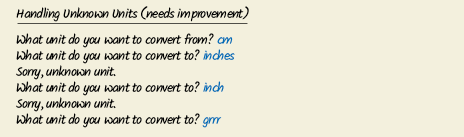 Handling Unknown Units (needs improvement)
What unit do you want to convert from? cm
What unit do you want to convert to? inches
Sorry, unknown unit.
What unit do you want to convert to? inch
Sorry, unknown unit.
What unit do you want to convert to? grrr